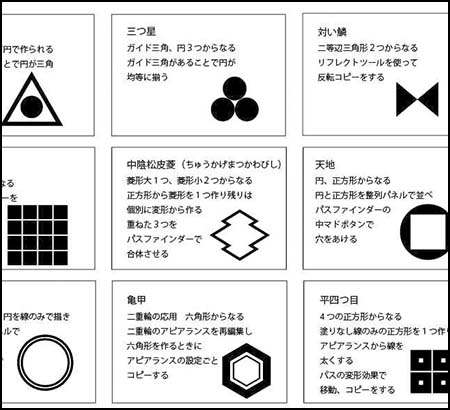 円で作られる
とで円が三角
三つ星
ガイド三角、円３つからなる
ガイド三角があることで円が
均等に揃う
対い鱗
二等辺三角形２つからなる
リフレクトツールを使って
反転コピーをする
なる
ーを
中陰松皮菱（ちゅうかげまつかわびし）
菱形大１つ、菱形小２つからなる
正方形から菱形を１つ作り残りは
個別に変形から作る
重ねた３つを
パスファインダーで
合体させる
天地
円、正方形からなる
円と正方形を整列パネルで並べ
パスファインダーの
中マドボタンで
穴をあける
円を線のみで描き
ルで
亀甲
二重輪の応用　六角形からなる
二重輪のアピアランスを再編集し
六角形を作るときに
アピアランスの設定ごと
コピーする
平四つ目
４つの正方形からなる
塗りなし線のみの正方形を１つ作り
アピアランスから線を
太くする
パスの変形効果で
移動、コピーをする